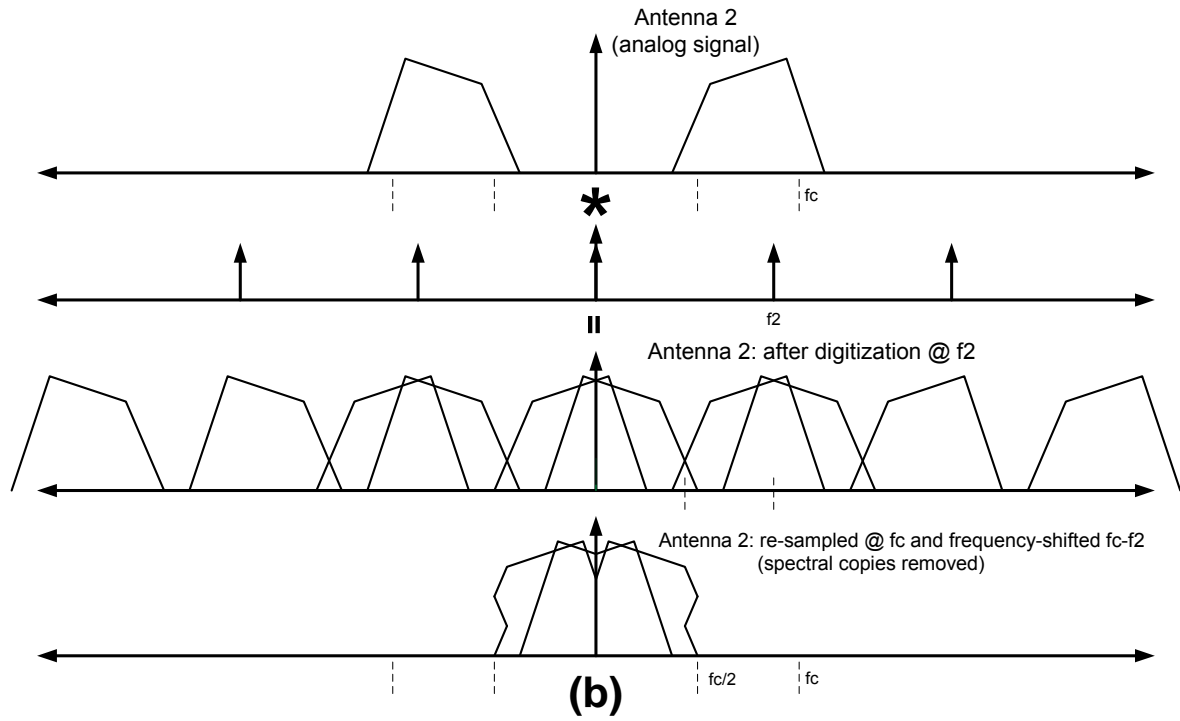 Antenna 2
(analog signal)
fc
*
f2
=
Antenna 2: after digitization @ f2
Antenna 2: re-sampled @ fc and frequency-shifted fc-f2
(spectral copies removed)
fc/2
fc
(b)